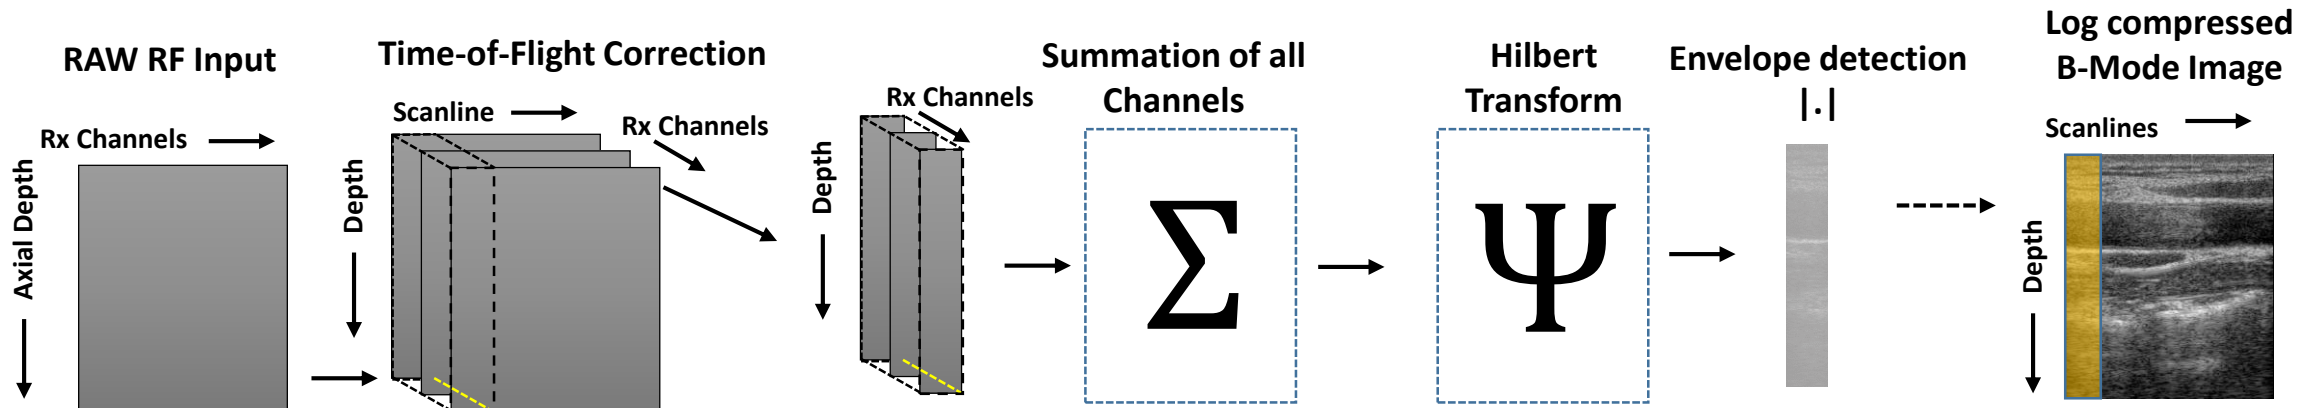 RAW RF Input
Rx Channels
Axial Depth
Time-of-Flight Correction
Scanline
Rx Channels
Depth
Rx Channels
Depth
Summation of all
Channels
Σ
Hilbert
Transform
Ψ
Envelope detection
|.|
Log compressed
B-Mode Image
Scanlines
Depth